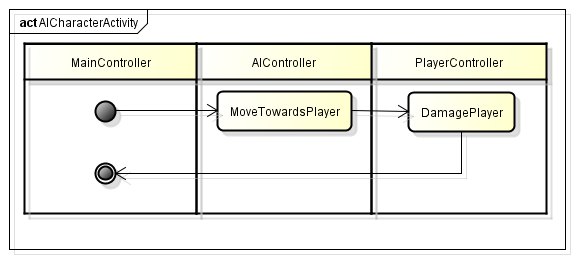 act AICharacterActivity
MainController
AIController
PlayerController
MoveTowardsPlayer
DamagePlayer